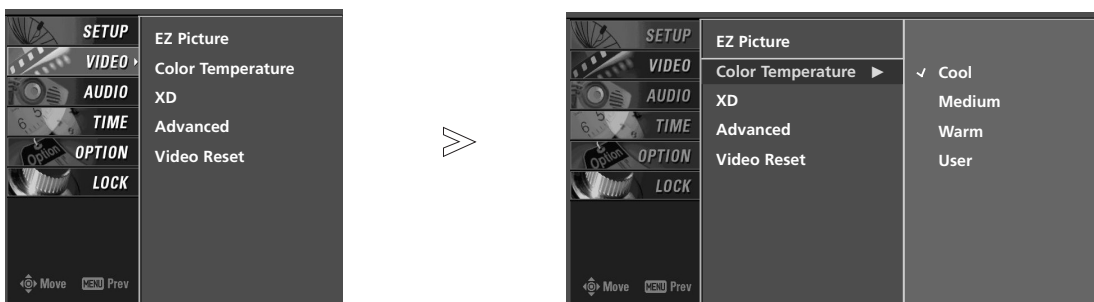 SETUP
VIDEO
AUDIO
TIME
OPTION
LOCK
EZ Picture
Color Temperature
XD
Advanced
Video Reset
Move MENU Prev
>
SETUP
VIDEO
AUDIO
TIME
OPTION
LOCK
EZ Picture
Color Temperature ▶
XD
Advanced
Video Reset
✓ Cool
Medium
Warm
User
Move MENU Prev